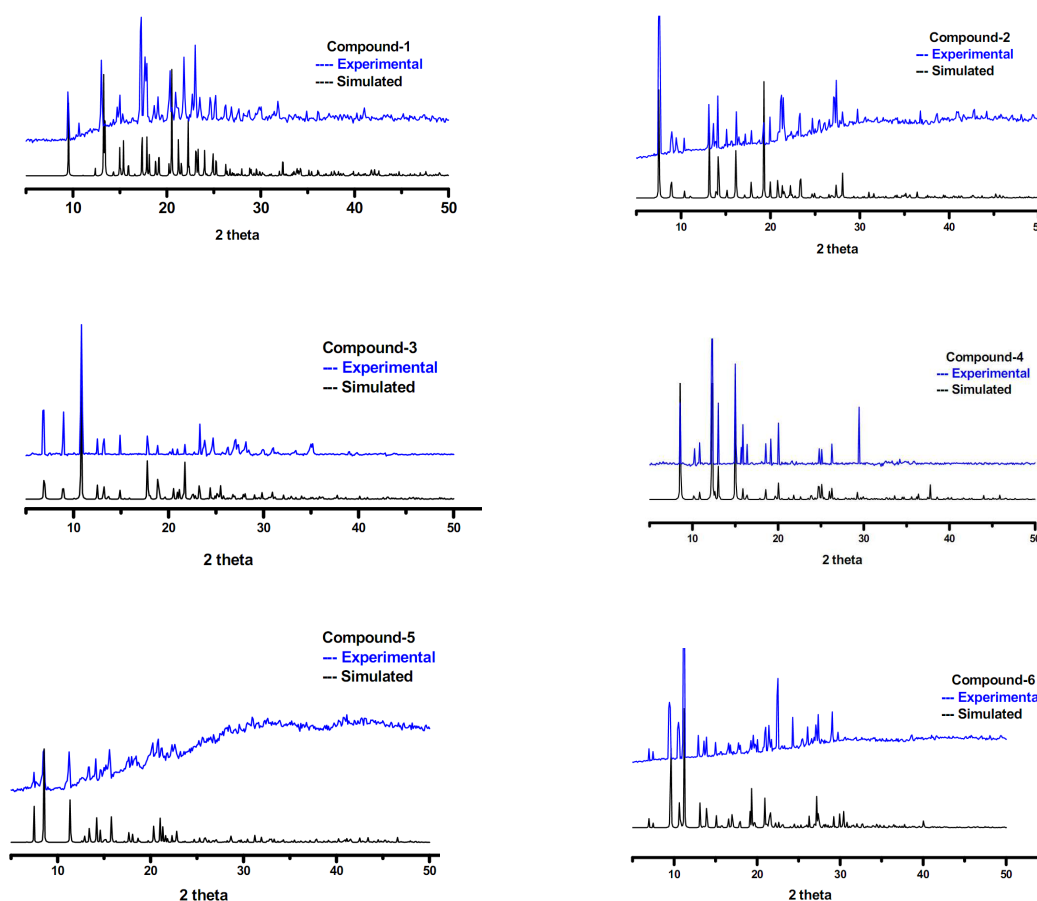 Compound-1
---- Experimental
---- Simulated
10 20 30 40 50
2 theta
Compound-2
--- Experimental
--- Simulated
10 20 30 40 50
2 theta
Compound-3
--- Experimental
--- Simulated
10 20 30 40 50
2 theta
Compound-4
--- Experimental
--- Simulated
10 20 30 40 50
2 theta
Compound-5
--- Experimental
--- Simulated
10 20 30 40 50
2 theta
Compound-6
--- Experimental
--- Simulated
10 20 30 40 50
2 theta